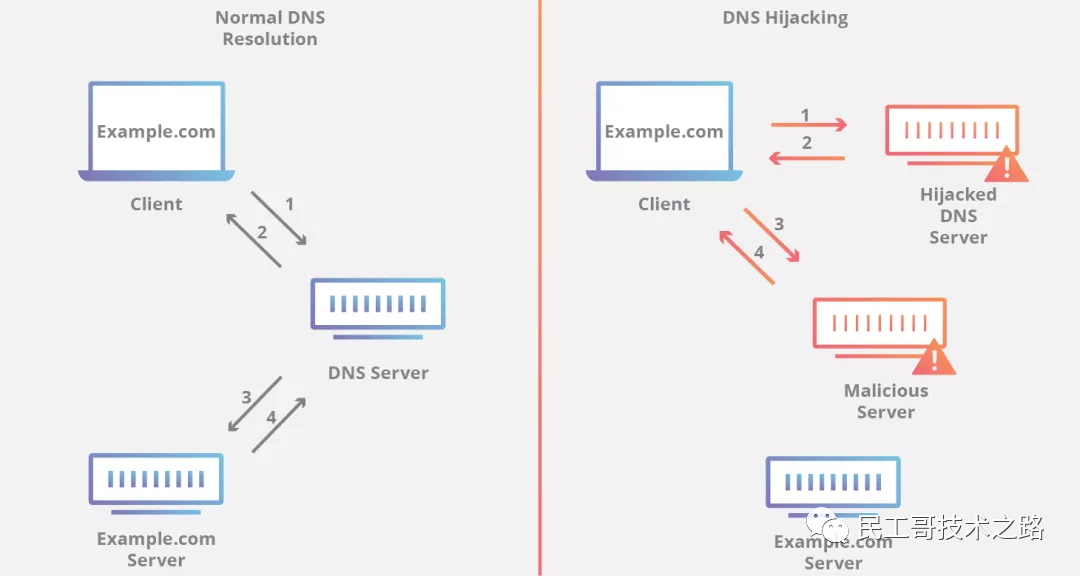 Normal DNS
Resolution
Example.com
Client
1
2
DNS Server
3
4
Example.com
Server
DNS Hijacking
Example.com
Client
1
2
Hijacked
DNS
Server
3
4
Malicious
Server
Example.com
Server
民工哥技术之路